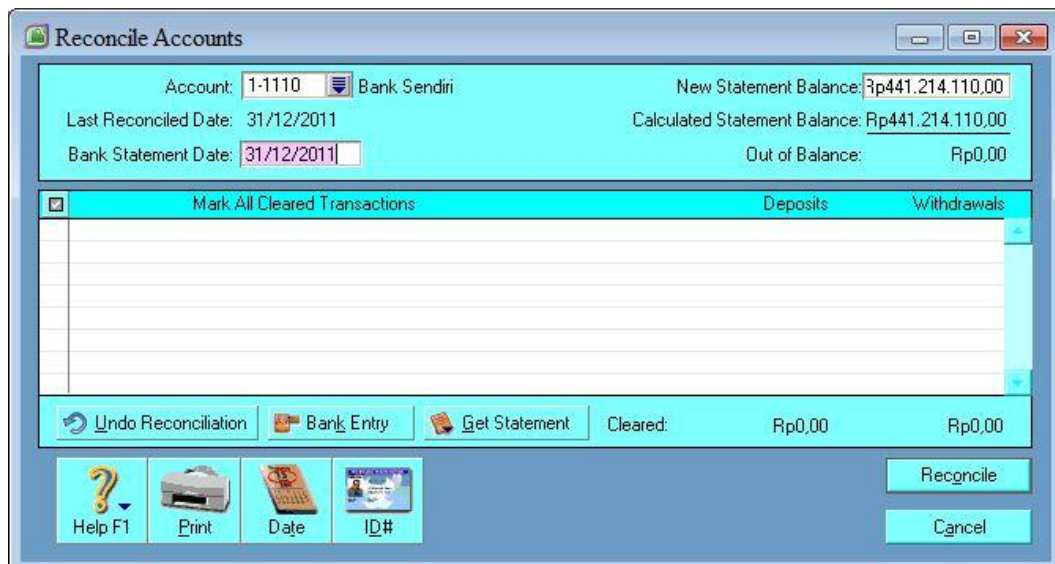 Reconcile Accounts
Account: 1-1110 Bank Sendiri New Statement Balance: Rp441.214.110,00
Last Reconciled Date: 31/12/2011 Calculated Statement Balance: Rp441.214.110,00
Bank Statement Date: 31/12/2011 Out of Balance: Rp0,00
Mark All Cleared Transactions Deposits Withdrawals
Undo Reconciliation Bank Entry Get Statement Cleared: Rp0,00 Rp0,00
Reconcile
Help F1 Print Date ID# Cancel